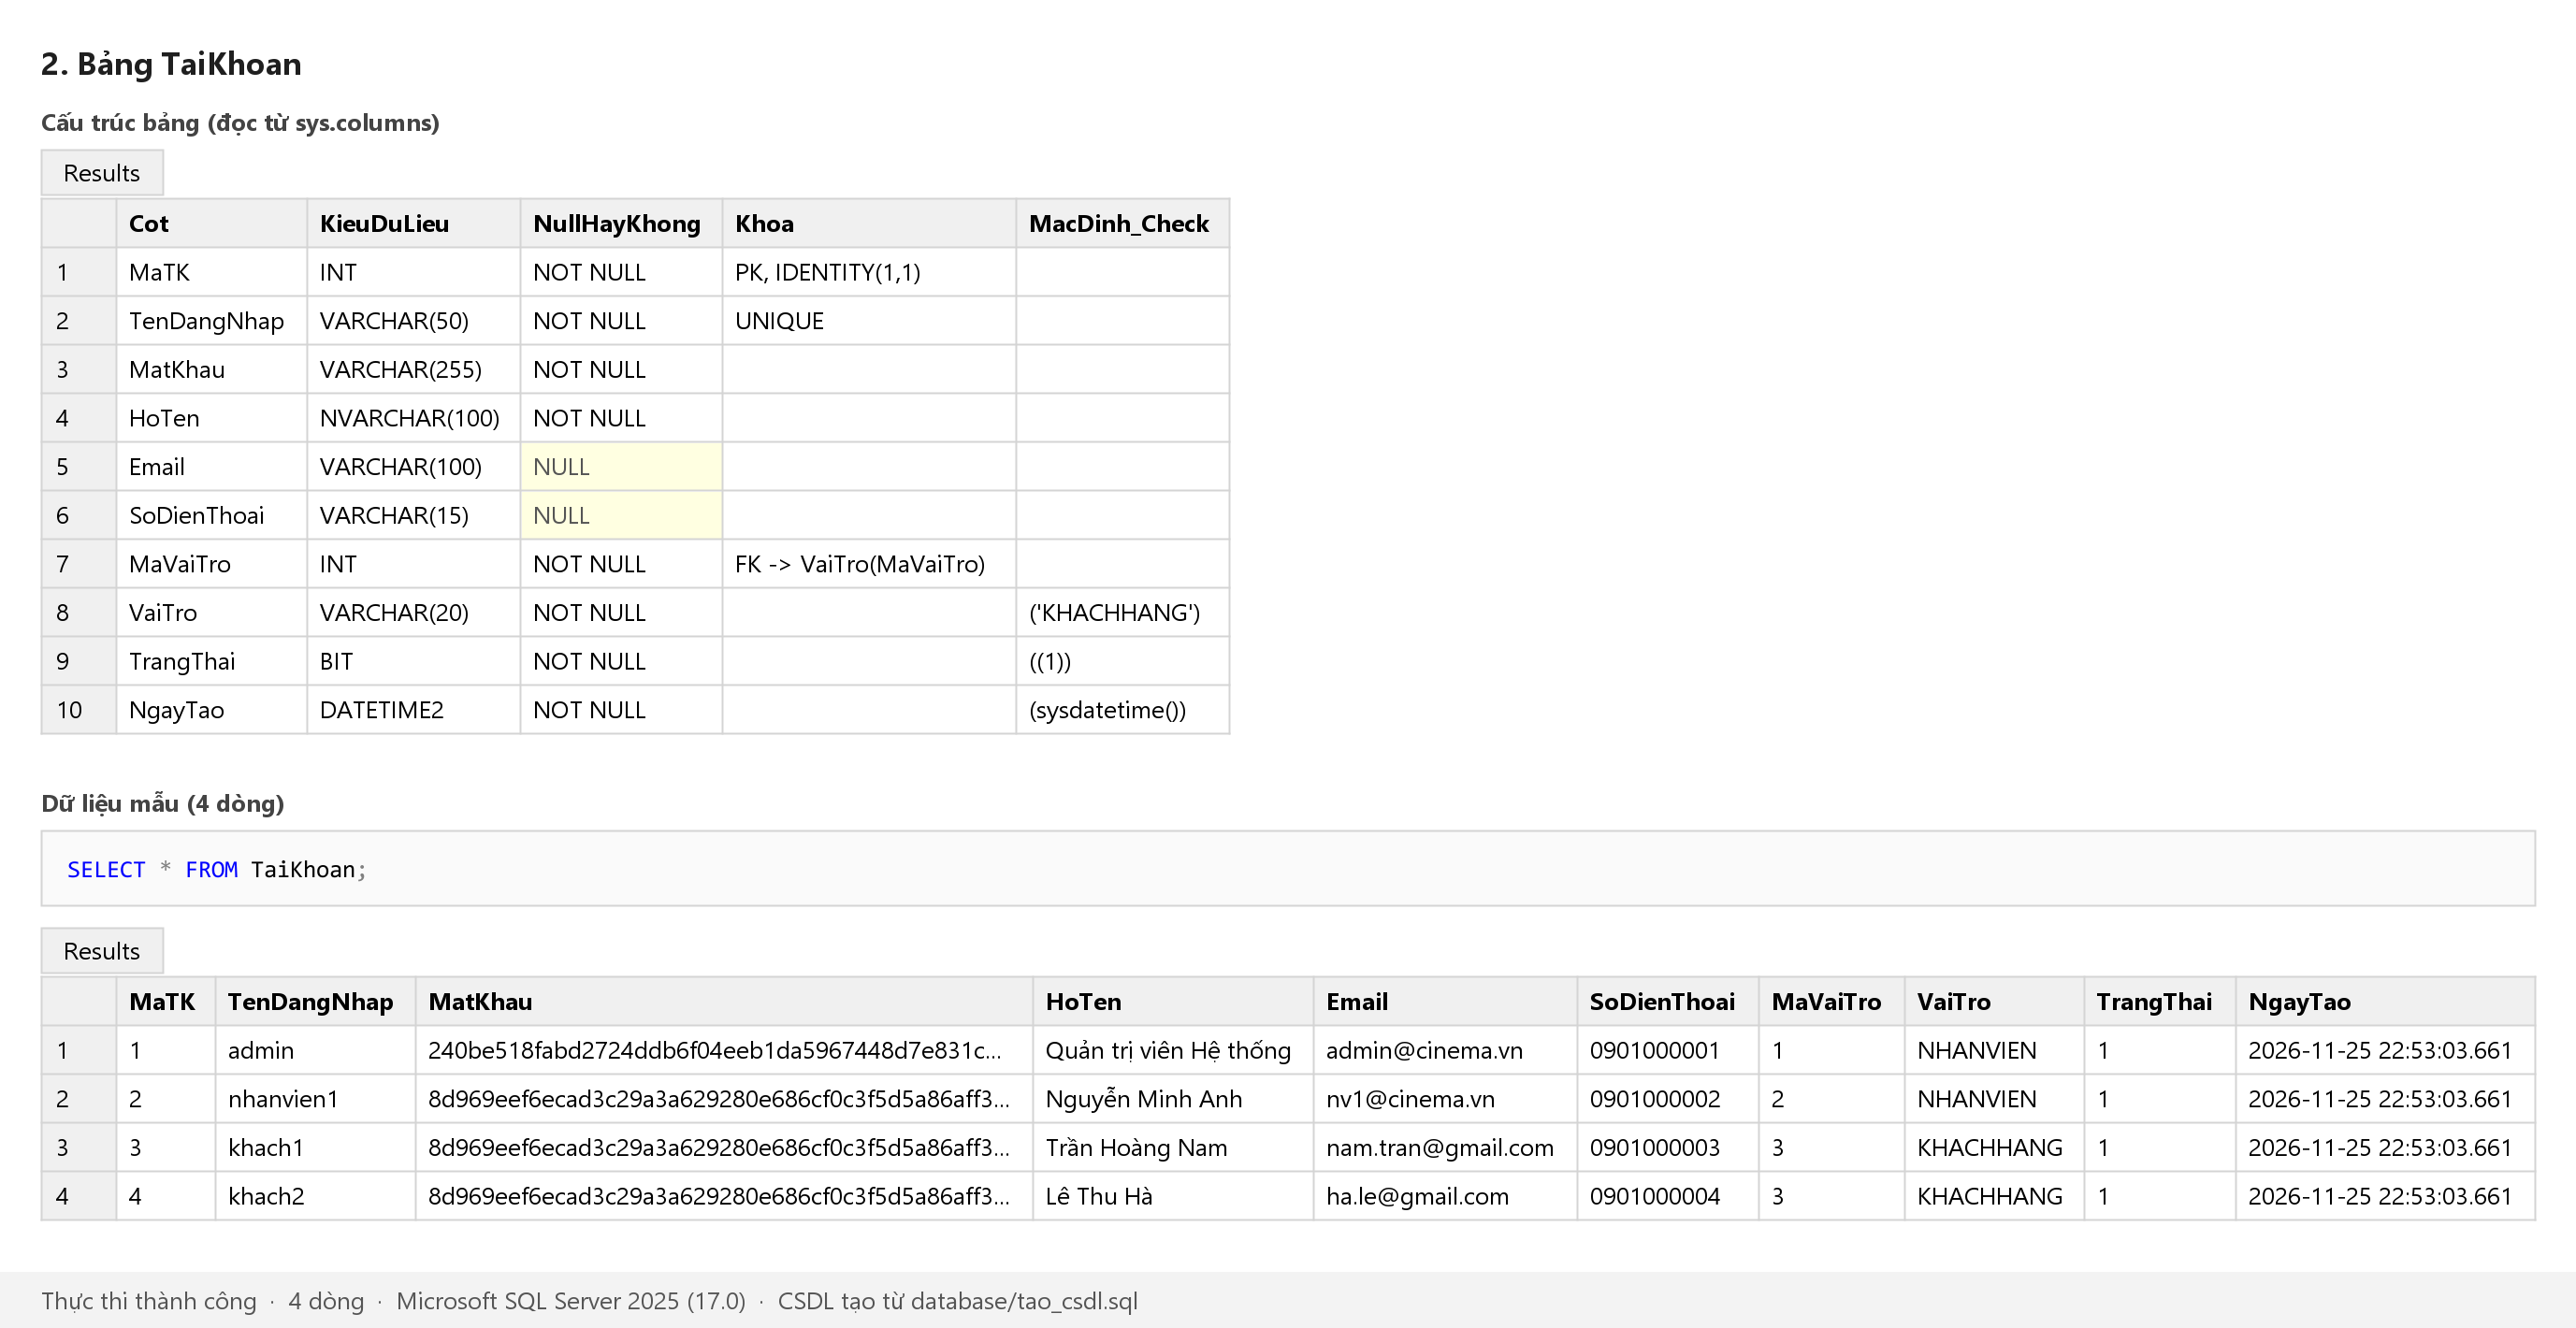 2. Bảng TaiKhoan
Cấu trúc bảng (đọc từ sys.columns)
Results
Cot KieuDuLieu NullHayKhong Khoa MacDinh_Check
1 MaTK INT NOT NULL PK, IDENTITY(1,1)
2 TenDangNhap VARCHAR(50) NOT NULL UNIQUE
3 MatKhau VARCHAR(255) NOT NULL
4 HoTen NVARCHAR(100) NOT NULL
5 Email VARCHAR(100) NULL
6 SoDienThoai VARCHAR(15) NULL
7 MaVaiTro INT NOT NULL FK -> VaiTro(MaVaiTro)
8 VaiTro VARCHAR(20) NOT NULL ('KHACHHANG')
9 TrangThai BIT NOT NULL ((1))
10 NgayTao DATETIME2 NOT NULL (sysdatetime())
Dữ liệu mẫu (4 dòng)
SELECT * FROM TaiKhoan;
Results
MaTK TenDangNhap MatKhau HoTen Email SoDienThoai MaVaiTro VaiTro TrangThai NgayTao
1 1 admin 240be518fabd2724ddb6f04eeb1da5967448d7e831c... Quản trị viên Hệ thống admin@cinema.vn 0901000001 1 NHANVIEN 1 2026-11-25 22:53:03.661
2 2 nhanvien1 8d969eef6ecad3c29a3a629280e686cf0c3f5d5a86aff3... Nguyễn Minh Anh nv1@cinema.vn 0901000002 2 NHANVIEN 1 2026-11-25 22:53:03.661
3 3 khach1 8d969eef6ecad3c29a3a629280e686cf0c3f5d5a86aff3... Trần Hoàng Nam nam.tran@gmail.com 0901000003 3 KHACHHANG 1 2026-11-25 22:53:03.661
4 4 khach2 8d969eef6ecad3c29a3a629280e686cf0c3f5d5a86aff3... Lê Thu Hà ha.le@gmail.com 0901000004 3 KHACHHANG 1 2026-11-25 22:53:03.661
Thực thi thành công · 4 dòng · Microsoft SQL Server 2025 (17.0) · CSDL tạo từ database/tao_csdl.sql